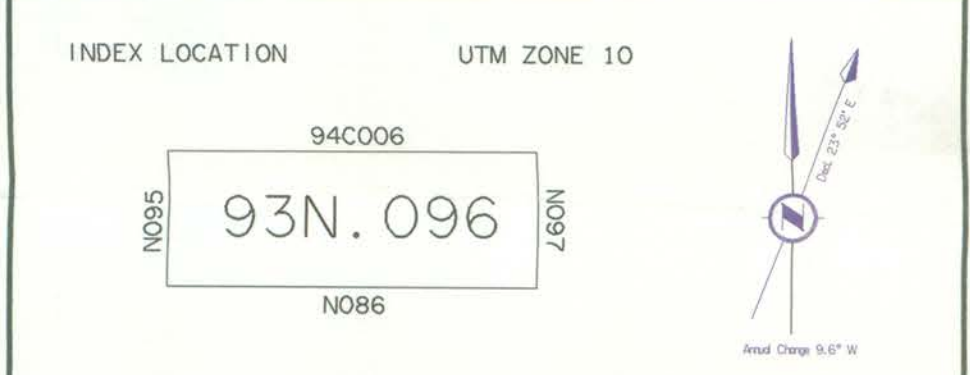 INDEX LOCATION UTM ZONE 10
94C006
N095 93N. 096 N097
N086
Decl. 23° 52' E
Annual Change 9.6" W